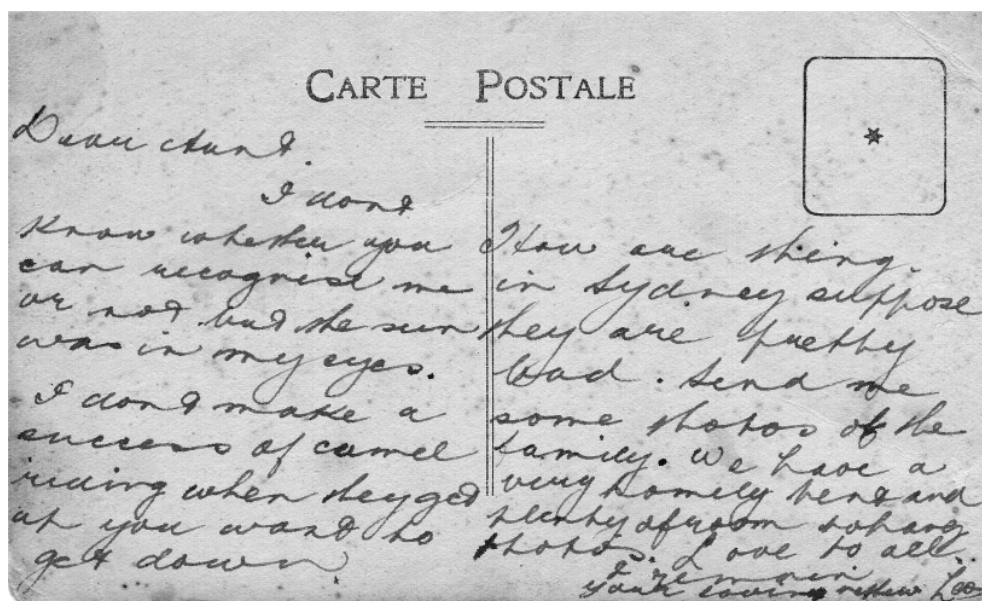 CARTE POSTALE
Dear Aunt.
I dont
know whether you
can recognise me
or not but the sun
was in my eyes.
I dont make a
success of camel
riding when they get
up you want to
get down
How are thing.
in Sydney suppose
they are pretty
bad. Send me
some photos of the
family. We have a
very homely tent and
plenty of room to hang
photos. Love to all.
I remain
your loving nephew